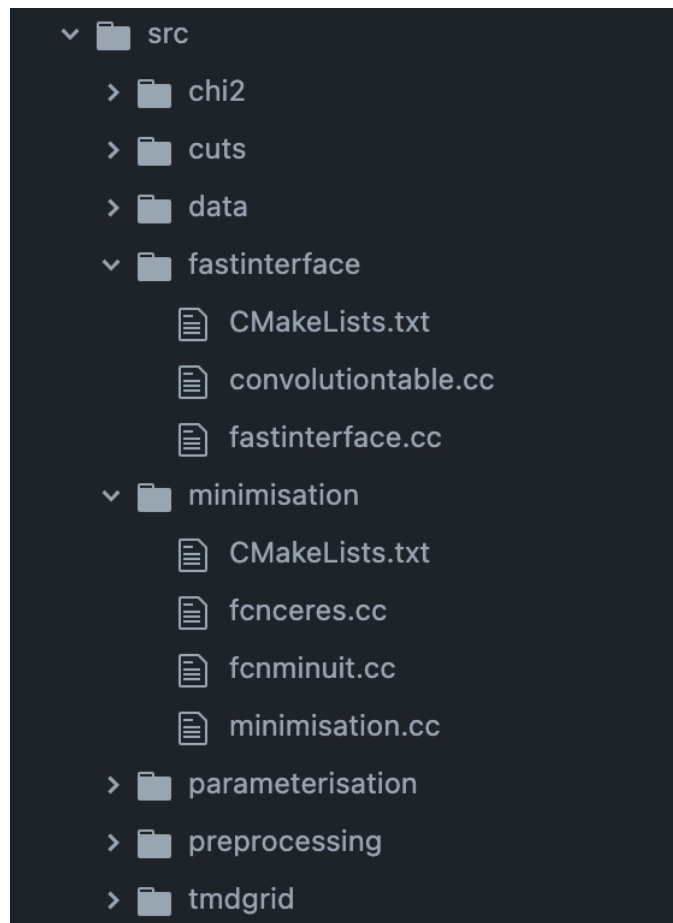 src
chi2
cuts
data
fastinterface
CMakeLists.txt
convolutiontable.cc
fastinterface.cc
minimisation
CMakeLists.txt
fcnceres.cc
fcnminuit.cc
minimisation.cc
parameterisation
preprocessing
tmdgrid